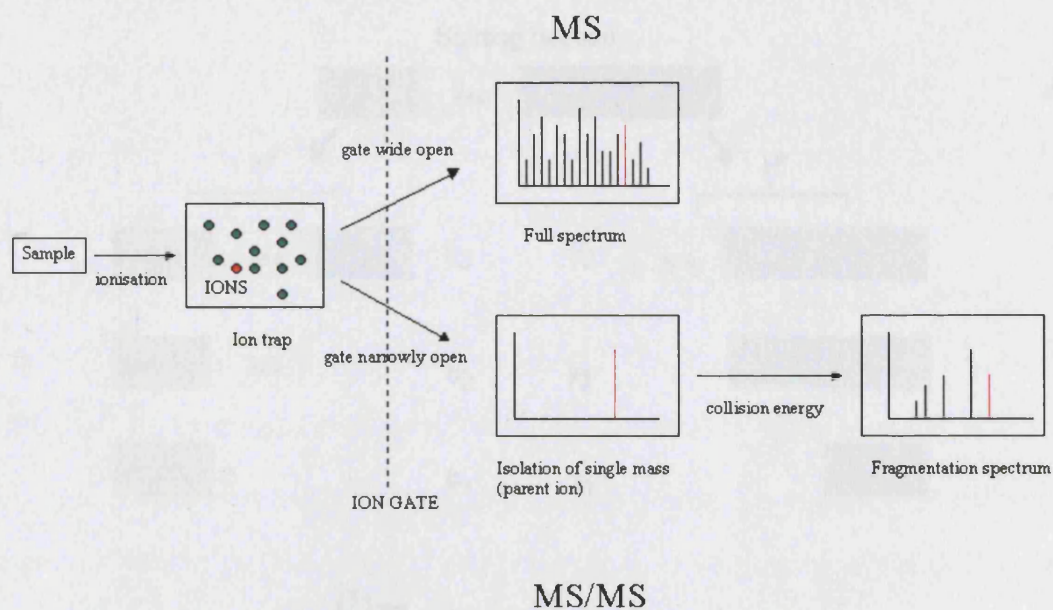 MS
gate wide open
Full spectrum
Sample
ionisation
IONS
Ion trap
gate narrowly open
collision energy
Isolation of single mass
(parent ion)
Fragmentation spectrum
ION GATE
MS/MS